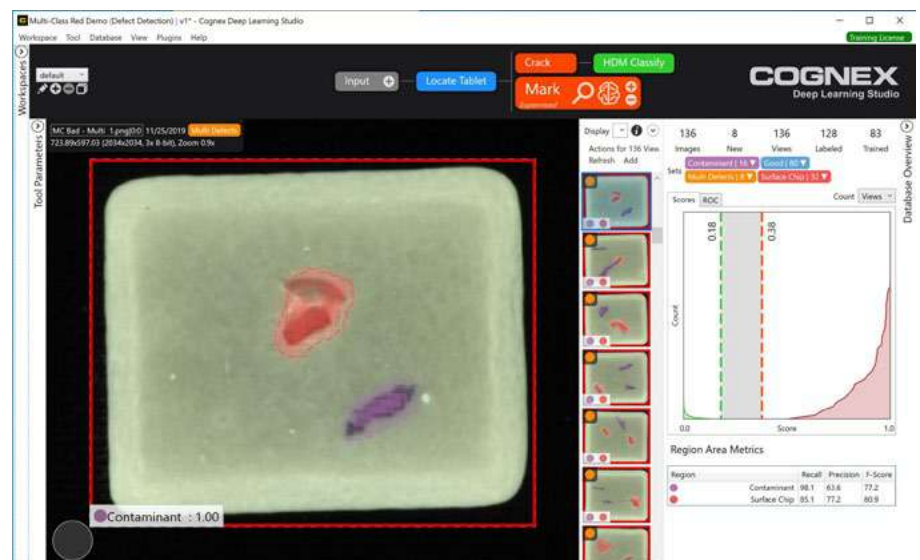 Multi-Class Red Demo (Defect Detection) | v1* - Cognex Deep Learning Studio
Workspace Tool Database View Plugins Help
Training License
Workspaces
default
Input
Locate Tablet
Crack
HDM Classify
Mark
Supervised
COGNEX
Deep Learning Studio
Tool Parameters
MC Bad - Multi 1.png|0:0 11/25/2019 Multi Defects
723.89x597.03 (2034x2034, 3x 8-bit), Zoom 0.9x
Contaminant : 1.00
Display
Actions for 136 View
Refresh Add
136 8 136 128 83
Images New Views Labeled Trained
Sets
Contaminant | 16 Good | 80
Multi Defects | 8 Surface Chip | 32
Database Overview
Scores ROC Count Views
0.18
0.38
Count
0.0 Score 1.0
Region Area Metrics
Region Recall Precision F-Score
Contaminant 98.1 63.6 77.2
Surface Chip 85.1 77.2 80.9